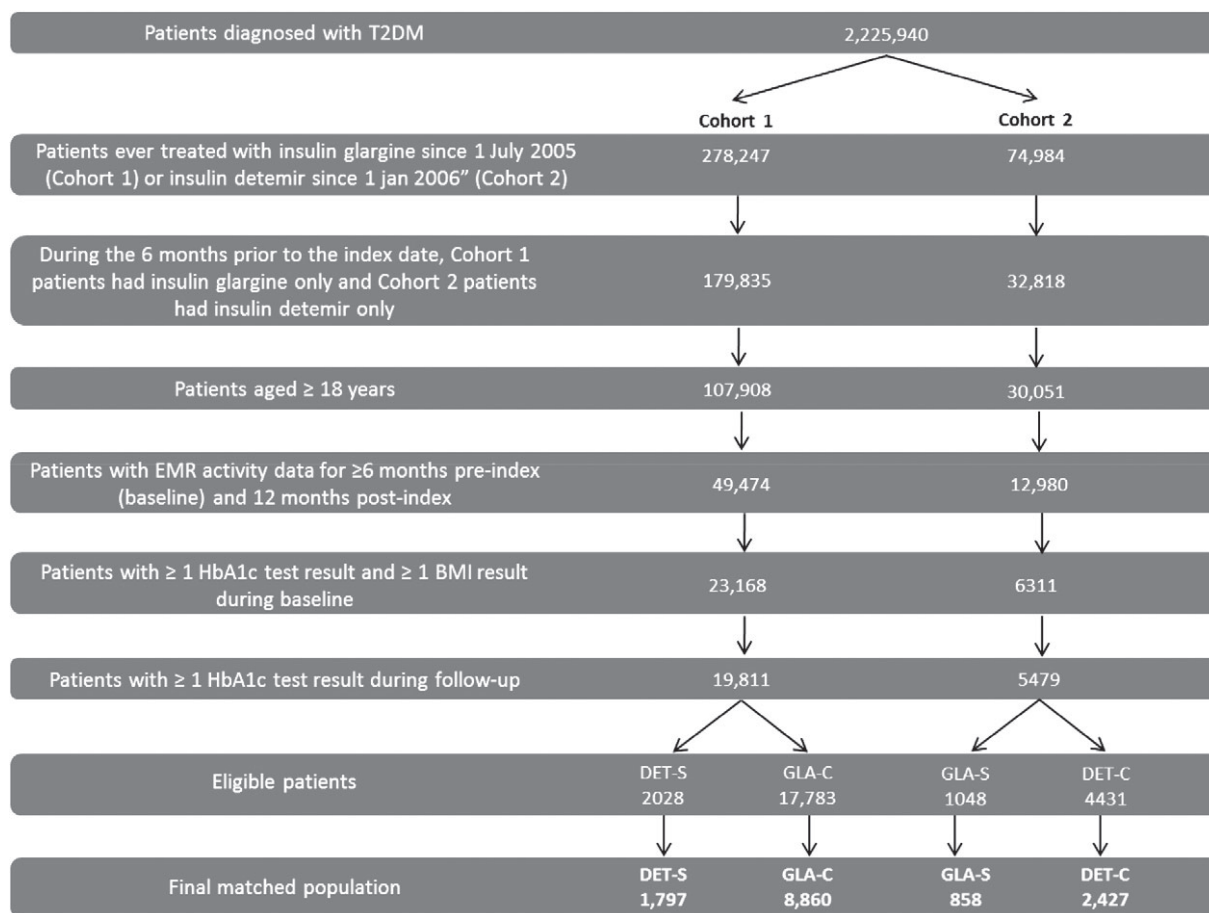 Patients diagnosed with T2DM
2,225,940
Cohort 1
Cohort 2
Patients ever treated with insulin glargine since 1 July 2005
(Cohort 1) or insulin detemir since 1 jan 2006” (Cohort 2)
278,247
74,984
During the 6 months prior to the index date, Cohort 1
patients had insulin glargine only and Cohort 2 patients
had insulin detemir only
179,835
32,818
Patients aged ≥ 18 years
107,908
30,051
Patients with EMR activity data for ≥6 months pre-index
(baseline) and 12 months post-index
49,474
12,980
Patients with ≥ 1 HbA1c test result and ≥ 1 BMI result
during baseline
23,168
6311
Patients with ≥ 1 HbA1c test result during follow-up
19,811
5479
Eligible patients
DET-S
2028
GLA-C
17,783
GLA-S
1048
DET-C
4431
Final matched population
DET-S
1,797
GLA-C
8,860
GLA-S
858
DET-C
2,427